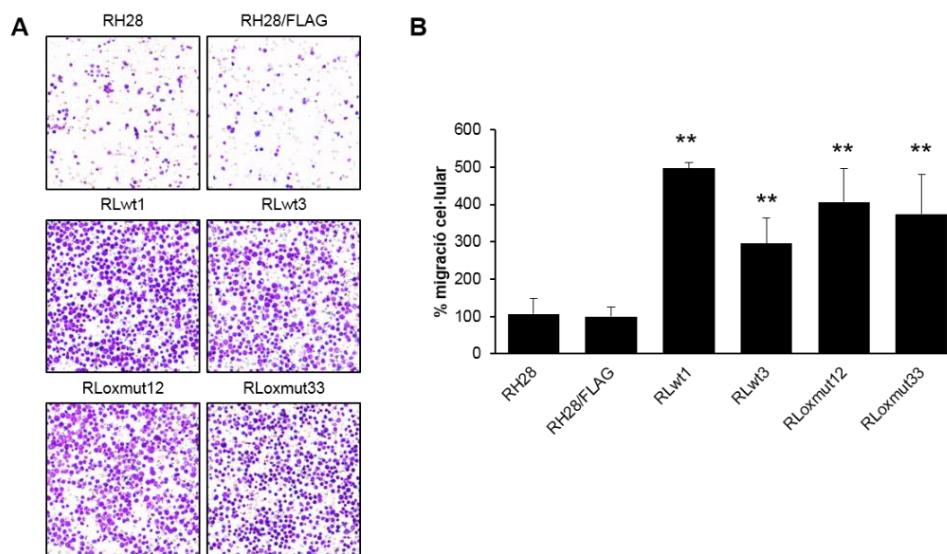 A
RH28 RH28/FLAG
RLwt1 RLwt3
RLoxmut12 RLoxmut33
B
% migració cel·lular
600
500
400
300
200
100
0
** ** ** **
RH28 RH28/FLAG RLwt1 RLwt3 RLoxmut12 RLoxmut33